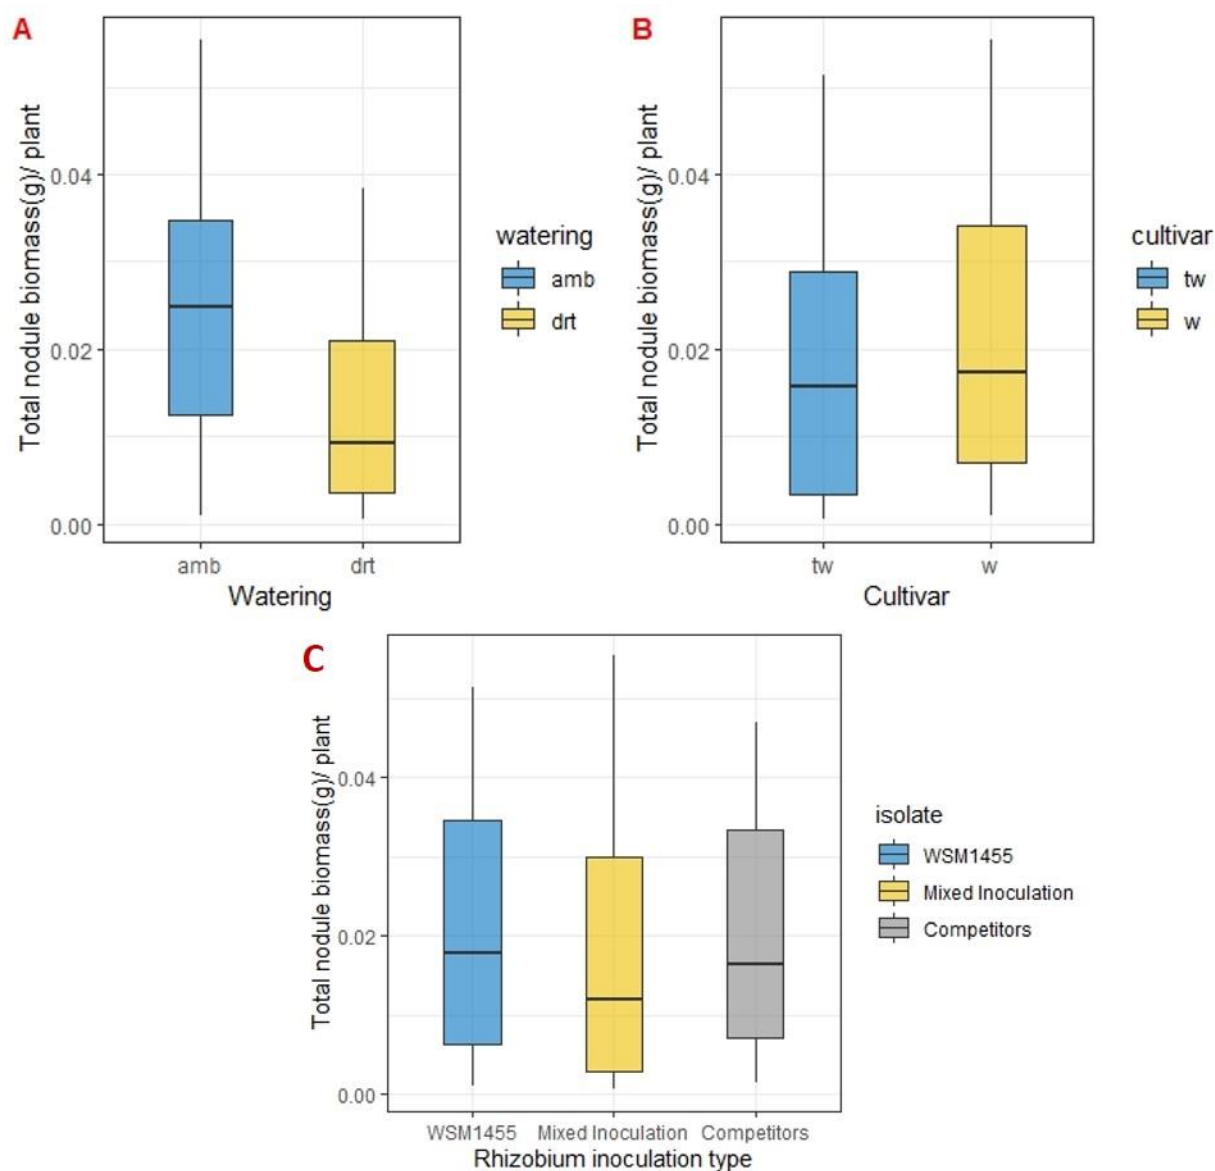 A
Total nodule biomass(g)/ plant
0.04
0.02
0.00
amb
drt
Watering
watering
amb
drt
B
Total nodule biomass(g)/ plant
0.04
0.02
0.00
tw
w
Cultivar
cultivar
tw
w
C
Total nodule biomass(g)/ plant
0.04
0.02
0.00
WSM1455 Mixed Inoculation Competitors
Rhizobium inoculation type
isolate
WSM1455
Mixed Inoculation
Competitors